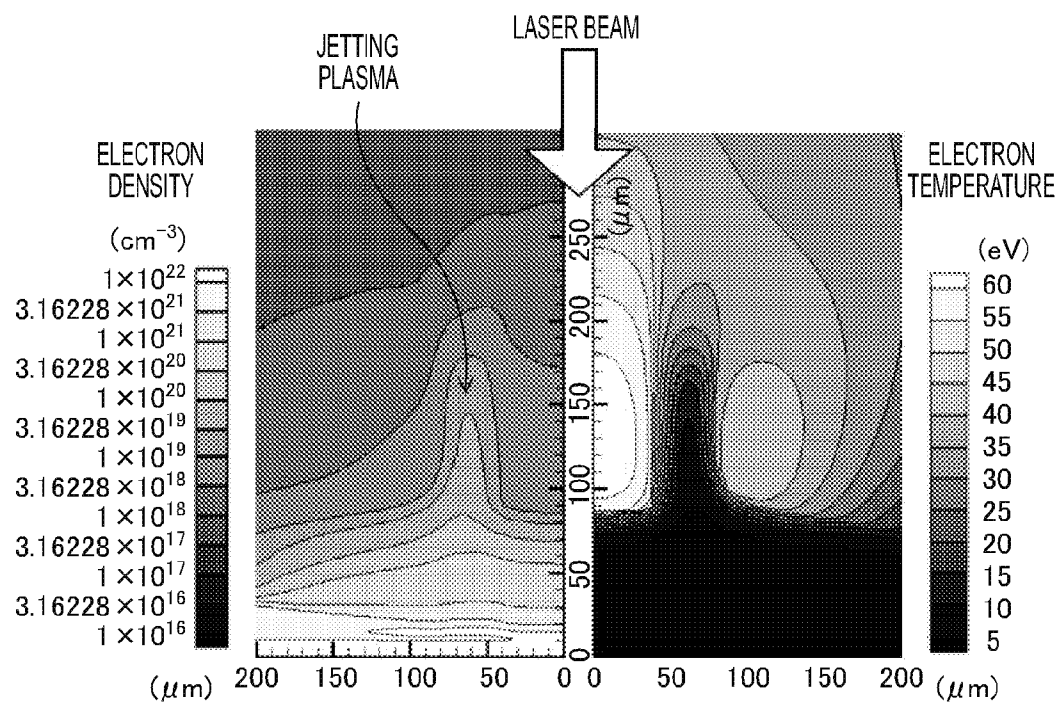 LASER BEAM
JETTING
PLASMA
ELECTRON
DENSITY
(cm⁻³)
1×10²²
3.16228×10²¹
1×10²¹
3.16228×10²⁰
1×10²⁰
3.16228×10¹⁹
1×10¹⁹
3.16228×10¹⁸
1×10¹⁸
3.16228×10¹⁷
1×10¹⁷
3.16228×10¹⁶
1×10¹⁶
(μm)
250
200
150
100
50
0
ELECTRON
TEMPERATURE
(eV)
60
55
50
45
40
35
30
25
20
15
10
5
(μm) 200 150 100 50 0 0 50 100 150 200 (μm)